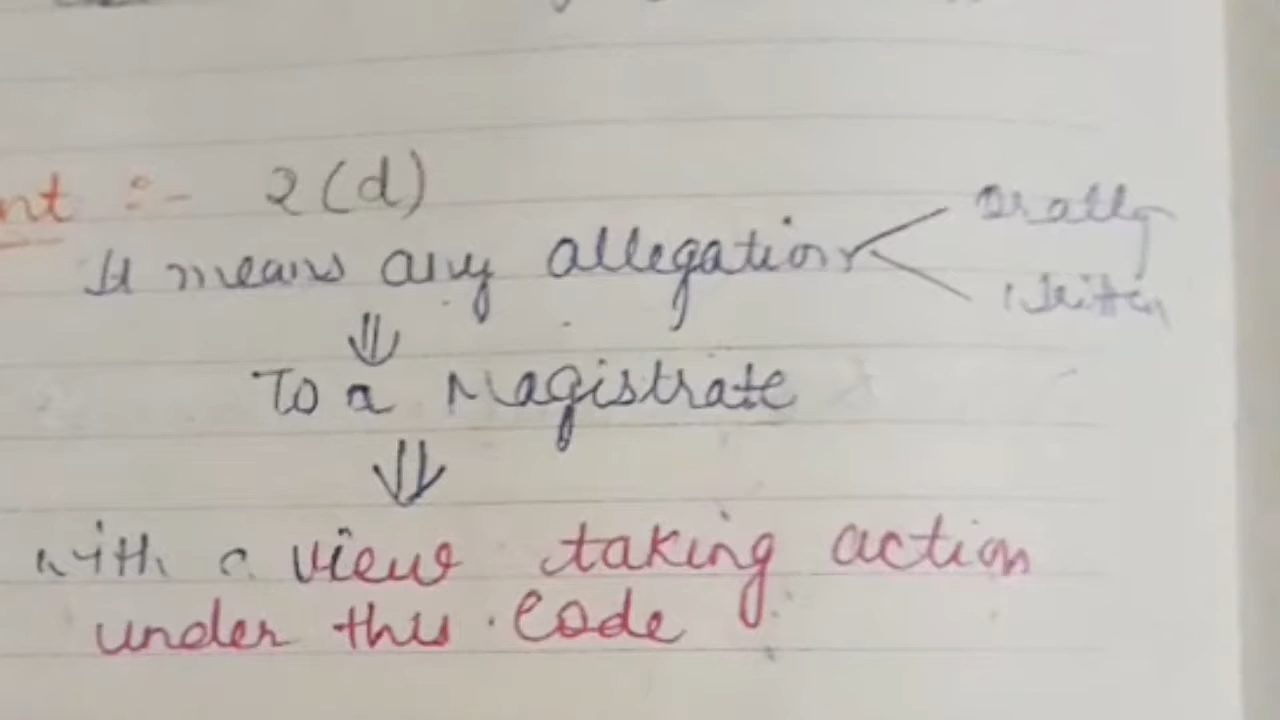 nt :- 2(d)
It means any allegation
Orally
Written
To a Magistrate
with a view taking action
under this Code